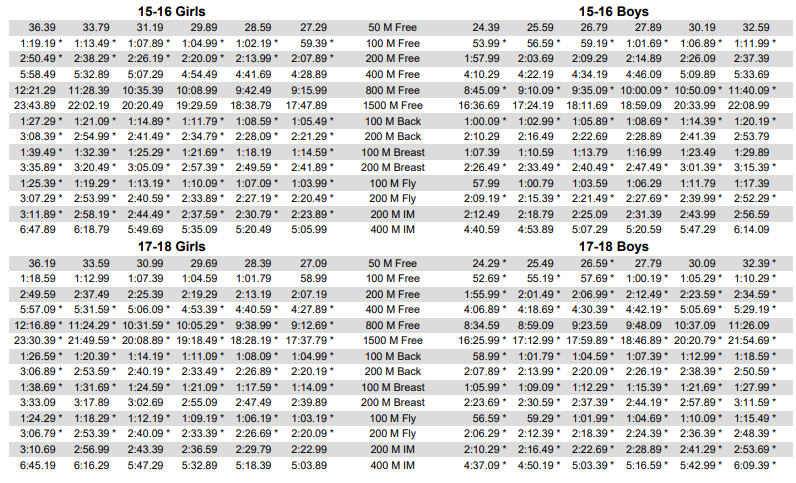 15-16 Girls 15-16 Boys
36.39 33.79 31.19 29.89 28.59 27.29 50 M Free 24.39 25.59 26.79 27.89 30.19 32.59
1:19.19 * 1:13.49 * 1:07.89 * 1:04.99 * 1:02.19 * 59.39 * 100 M Free 53.99 * 56.59 * 59.19 * 1:01.69 * 1:06.89 * 1:11.99 *
2:50.49 * 2:38.29 * 2:26.19 * 2:20.09 * 2:13.99 * 2:07.89 * 200 M Free 1:57.99 2:03.69 2:09.29 2:14.89 2:26.09 2:37.39
5:58.49 5:32.89 5:07.29 4:54.49 4:41.69 4:28.89 400 M Free 4:10.29 4:22.19 4:34.19 4:46.09 5:09.89 5:33.69
12:21.29 11:28.39 10:35.39 10:08.99 9:42.49 9:15.99 800 M Free 8:45.09 * 9:10.09 * 9:35.09 * 10:00.09 * 10:50.09 * 11:40.09 *
23:43.89 22:02.19 20:20.49 19:29.59 18:38.79 17:47.89 1500 M Free 16:36.69 17:24.19 18:11.69 18:59.09 20:33.99 22:08.99
1:27.29 * 1:21.09 * 1:14.89 * 1:11.79 * 1:08.59 * 1:05.49 * 100 M Back 1:00.09 * 1:02.99 * 1:05.89 * 1:08.69 * 1:14.39 * 1:20.19 *
3:08.39 * 2:54.99 * 2:41.49 * 2:34.79 * 2:28.09 * 2:21.29 * 200 M Back 2:10.29 2:16.49 2:22.69 2:28.89 2:41.39 2:53.79
1:39.49 * 1:32.39 * 1:25.29 * 1:21.69 * 1:18.19 1:14.59 * 100 M Breast 1:07.39 1:10.59 1:13.79 1:16.99 1:23.49 1:29.89
3:35.89 * 3:20.49 * 3:05.09 * 2:57.39 * 2:49.59 * 2:41.89 * 200 M Breast 2:26.49 * 2:33.49 * 2:40.49 * 2:47.49 * 3:01.39 * 3:15.39 *
1:25.39 * 1:19.29 * 1:13.19 * 1:10.09 * 1:07.09 * 1:03.99 * 100 M Fly 57.99 1:00.79 1:03.59 1:06.29 1:11.79 1:17.39
3:07.29 * 2:53.99 * 2:40.59 * 2:33.89 * 2:27.19 * 2:20.49 * 200 M Fly 2:09.19 * 2:15.39 * 2:21.49 * 2:27.69 * 2:39.99 * 2:52.29 *
3:11.89 * 2:58.19 * 2:44.49 * 2:37.59 * 2:30.79 * 2:23.89 * 200 M IM 2:12.49 2:18.79 2:25.09 2:31.39 2:43.99 2:56.59
6:47.89 6:18.79 5:49.69 5:35.09 5:20.49 5:05.99 400 M IM 4:40.59 4:53.89 5:07.29 5:20.59 5:47.29 6:14.09
17-18 Girls 17-18 Boys
36.19 33.59 30.99 29.69 28.39 27.09 50 M Free 24.29 * 25.49 26.59 * 27.79 30.09 32.39 *
1:18.59 1:12.99 1:07.39 1:04.59 1:01.79 58.99 100 M Free 52.69 * 55.19 * 57.69 * 1:00.19 * 1:05.29 * 1:10.29 *
2:49.59 2:37.49 2:25.39 2:19.29 2:13.19 2:07.19 200 M Free 1:55.99 * 2:01.49 * 2:06.99 * 2:12.49 * 2:23.59 * 2:34.59 *
5:57.09 * 5:31.59 * 5:06.09 * 4:53.39 * 4:40.59 * 4:27.89 * 400 M Free 4:06.89 * 4:18.69 * 4:30.39 * 4:42.19 * 5:05.69 * 5:29.19 *
12:16.89 * 11:24.29 * 10:31.59 * 10:05.29 * 9:38.99 * 9:12.69 * 800 M Free 8:34.59 8:59.09 9:23.59 9:48.09 10:37.09 11:26.09
23:30.39 * 21:49.59 * 20:08.89 * 19:18.49 * 18:28.19 * 17:37.79 * 1500 M Free 16:25.99 * 17:12.99 * 17:59.89 * 18:46.89 * 20:20.79 * 21:54.69 *
1:26.59 * 1:20.39 * 1:14.19 * 1:11.09 * 1:08.09 * 1:04.99 * 100 M Back 58.99 * 1:01.79 * 1:04.59 * 1:07.39 * 1:12.99 * 1:18.59 *
3:06.89 * 2:53.59 * 2:40.19 * 2:33.49 * 2:26.89 * 2:20.19 * 200 M Back 2:07.89 * 2:13.99 * 2:20.09 * 2:26.19 * 2:38.39 * 2:50.59 *
1:38.69 * 1:31.69 * 1:24.59 * 1:21.09 * 1:17.59 * 1:14.09 * 100 M Breast 1:05.99 * 1:09.09 * 1:12.29 * 1:15.39 * 1:21.69 * 1:27.99 *
3:33.09 3:17.89 3:02.69 2:55.09 2:47.49 2:39.89 200 M Breast 2:23.69 * 2:30.59 * 2:37.39 * 2:44.19 * 2:57.89 * 3:11.59 *
1:24.29 * 1:18.29 * 1:12.19 * 1:09.19 * 1:06.19 * 1:03.19 * 100 M Fly 56.59 * 59.29 * 1:01.99 * 1:04.69 * 1:10.09 * 1:15.49 *
3:06.79 * 2:53.39 * 2:40.09 * 2:33.39 * 2:26.69 * 2:20.09 * 200 M Fly 2:06.29 * 2:12.39 * 2:18.39 * 2:24.39 * 2:36.39 * 2:48.39 *
3:10.69 2:56.99 2:43.39 2:36.59 2:29.79 2:22.99 200 M IM 2:10.29 * 2:16.49 * 2:22.69 * 2:28.89 * 2:41.29 * 2:53.69 *
6:45.19 6:16.29 5:47.29 5:32.89 5:18.39 5:03.89 400 M IM 4:37.09 * 4:50.19 * 5:03.39 * 5:16.59 * 5:42.99 * 6:09.39 *